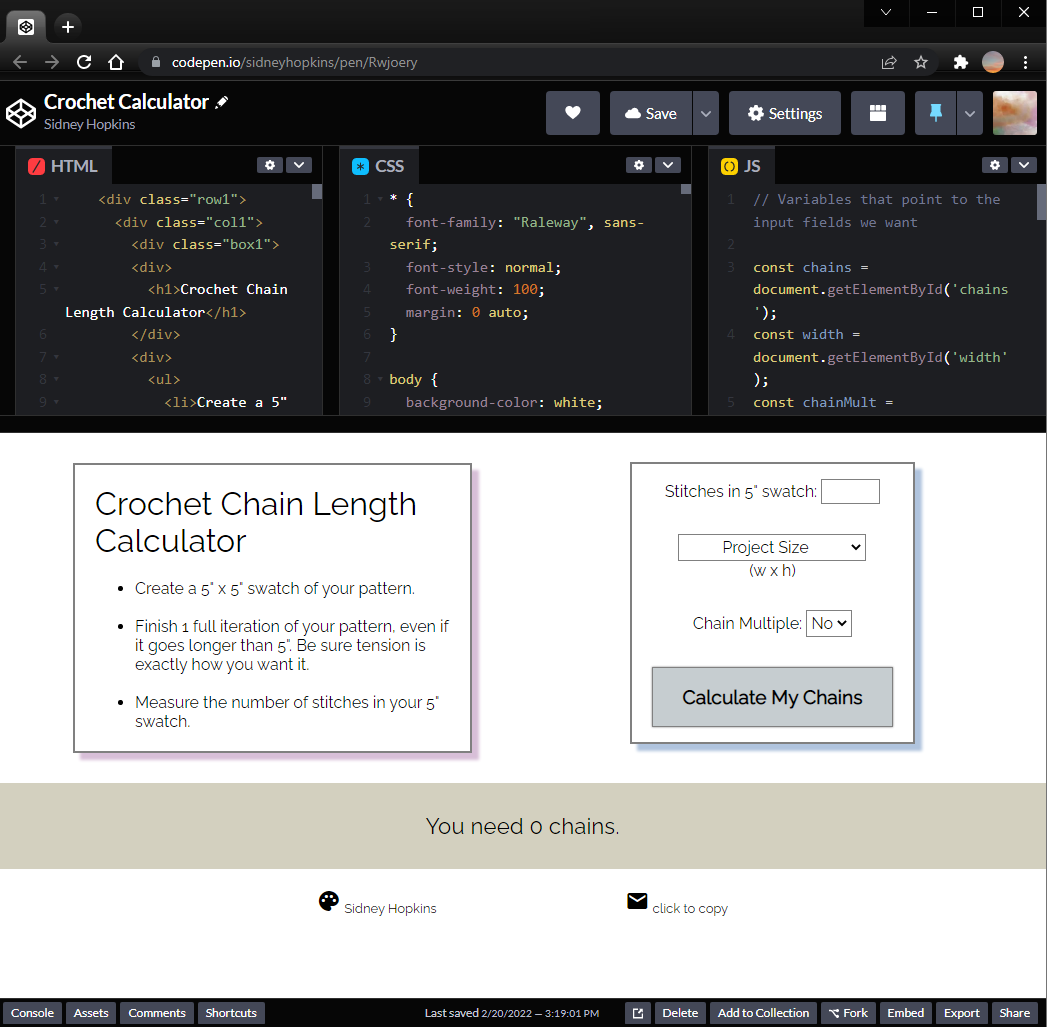 codepen.io/sidneyhopkins/pen/Rwjoery
Crochet Calculator
Sidney Hopkins
Save
Settings
HTML
1 <div class="row1">
2 <div class="col1">
3 <div class="box1">
4 <div>
5 <h1>Crochet Chain
Length Calculator</h1>
6 </div>
7 <div>
8 <ul>
9 <li>Create a 5"
CSS
1 * {
2 font-family: "Raleway", sans-
serif;
3 font-style: normal;
4 font-weight: 100;
5 margin: 0 auto;
6 }
7
8 body {
9 background-color: white;
JS
1 // Variables that point to the
input fields we want
2
3 const chains =
document.getElementById('chains
');
4 const width =
document.getElementById('width'
);
5 const chainMult =
Crochet Chain Length
Calculator
• Create a 5" x 5" swatch of your pattern.
• Finish 1 full iteration of your pattern, even if
it goes longer than 5". Be sure tension is
exactly how you want it.
• Measure the number of stitches in your 5"
swatch.
Stitches in 5" swatch:
Project Size
(w x h)
Chain Multiple: No
Calculate My Chains
You need 0 chains.
Sidney Hopkins
click to copy
Console Assets Comments Shortcuts Last saved 2/20/2022 — 3:19:01 PM Delete Add to Collection Fork Embed Export Share